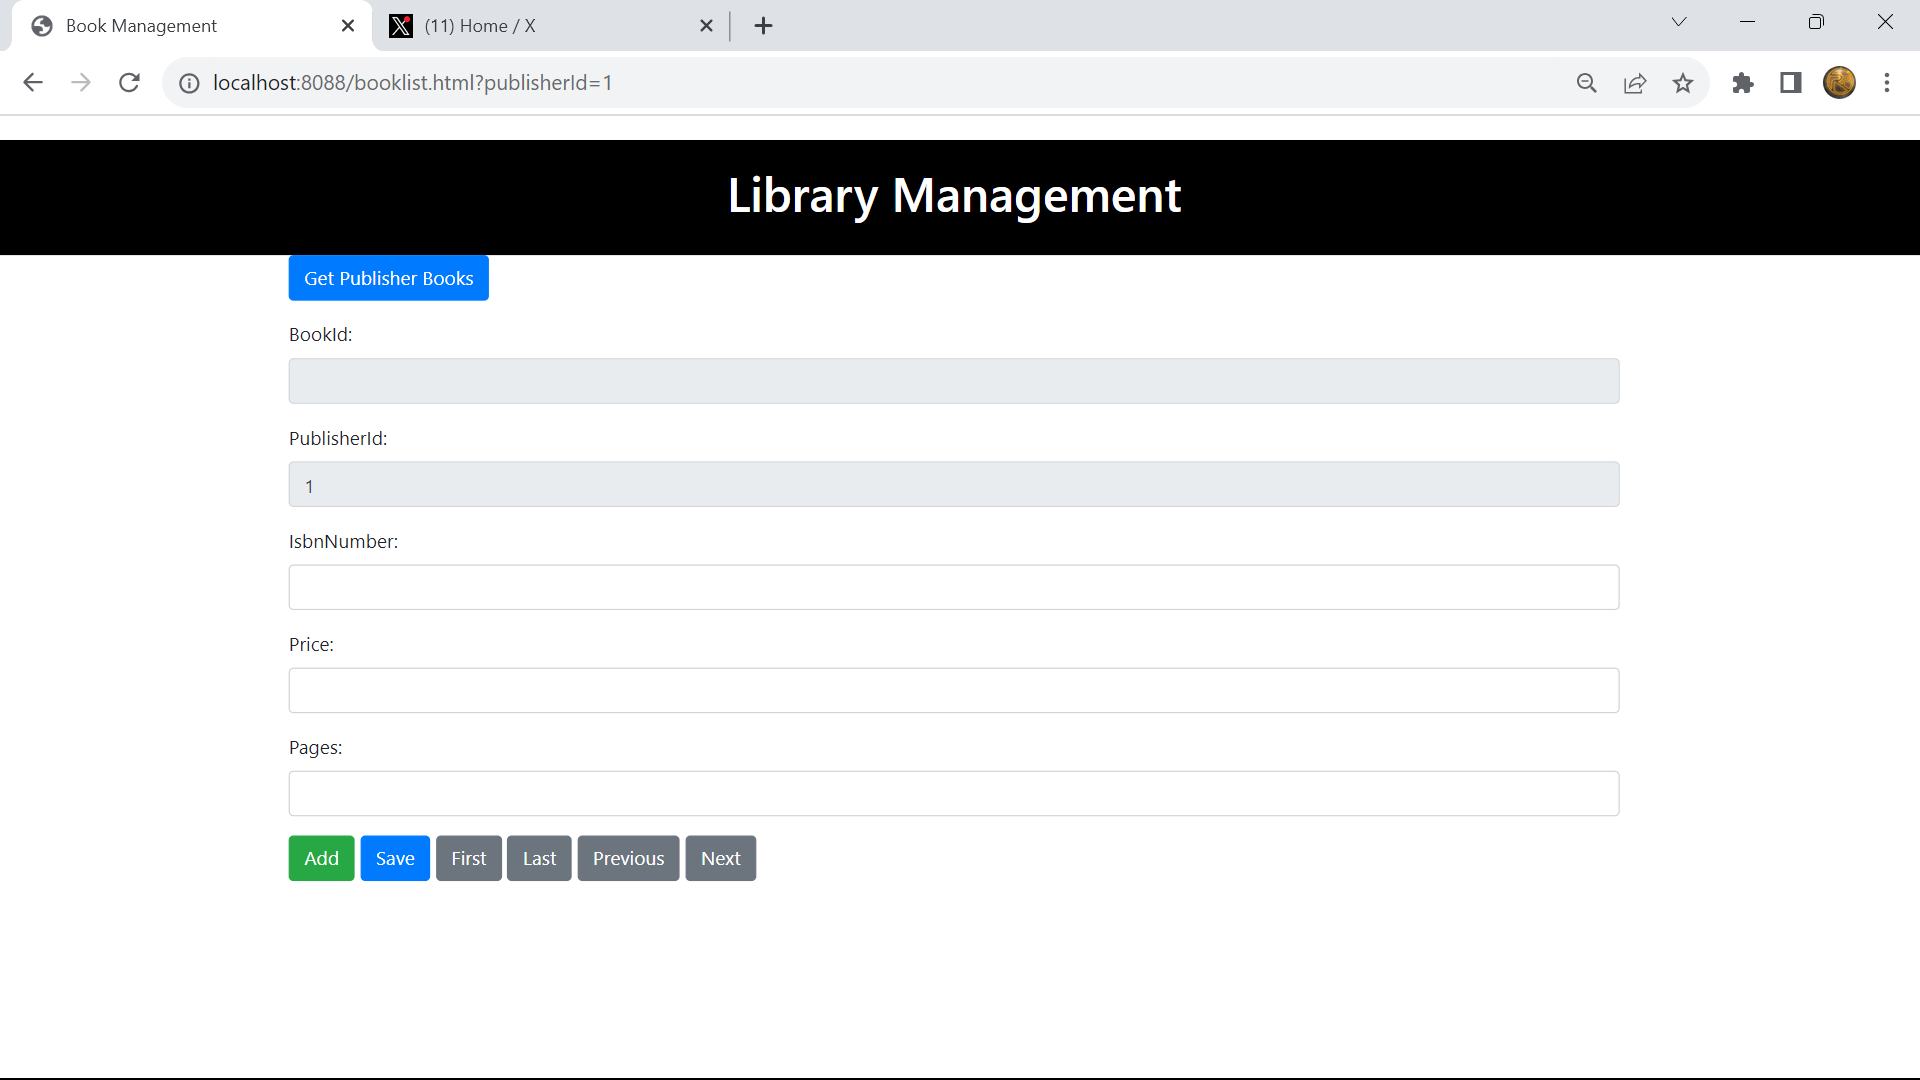 Book Management
(11) Home / X
localhost:8088/booklist.html?publisherId=1
Library Management
Get Publisher Books
BookId:
PublisherId:
1
IsbnNumber:
Price:
Pages:
Add Save First Last Previous Next